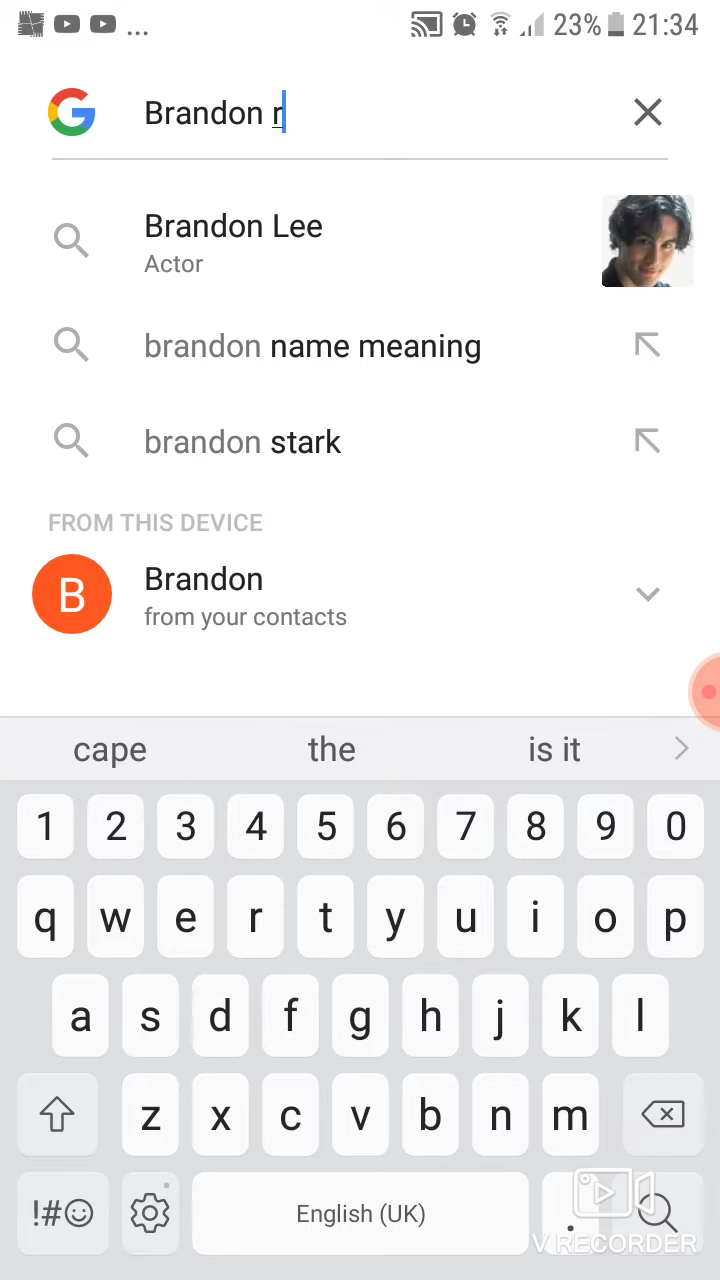 ... 23% 21:34
Brandon r
Brandon Lee
Actor
brandon name meaning
brandon stark
FROM THIS DEVICE
B Brandon
from your contacts
cape the is it
1 2 3 4 5 6 7 8 9 0
q w e r t y u i o p
a s d f g h j k l
z x c v b n m
!#☺ English (UK) .
V RECORDER